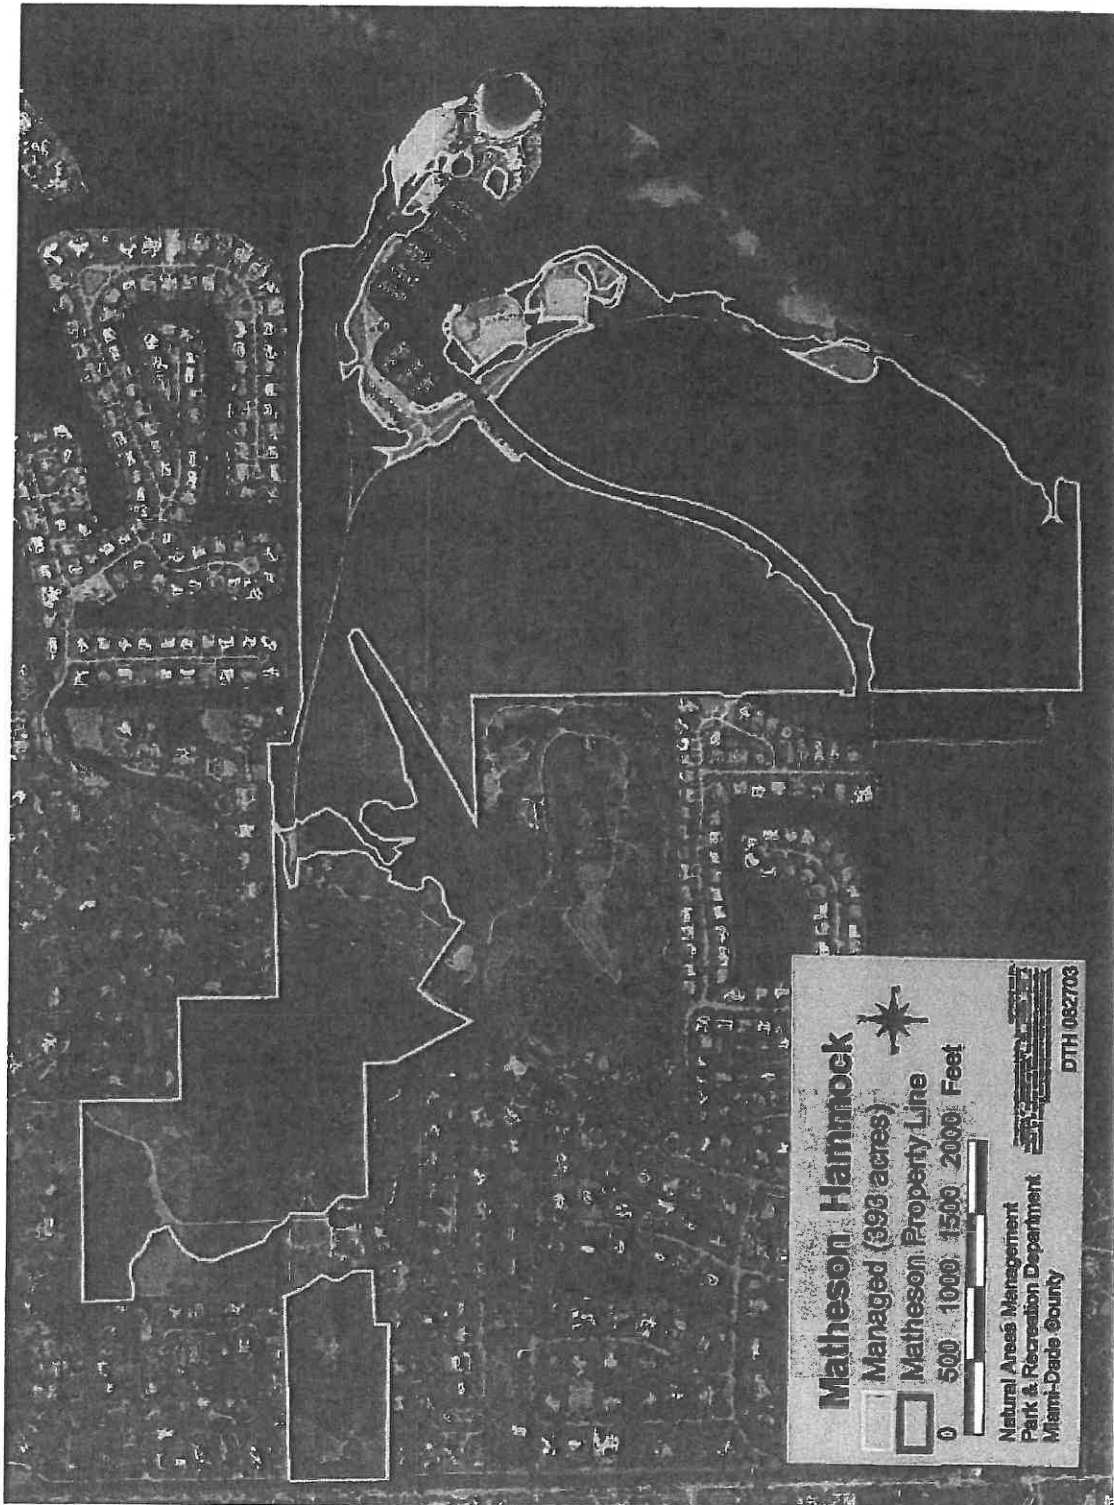 Matheson Hammock
Managed (393 acres)
Matheson Property Line
0 500 1000 1500 2000 Feet
Natural Areas Management
Park & Recreation Department
Miami-Dade County
DTH 082703